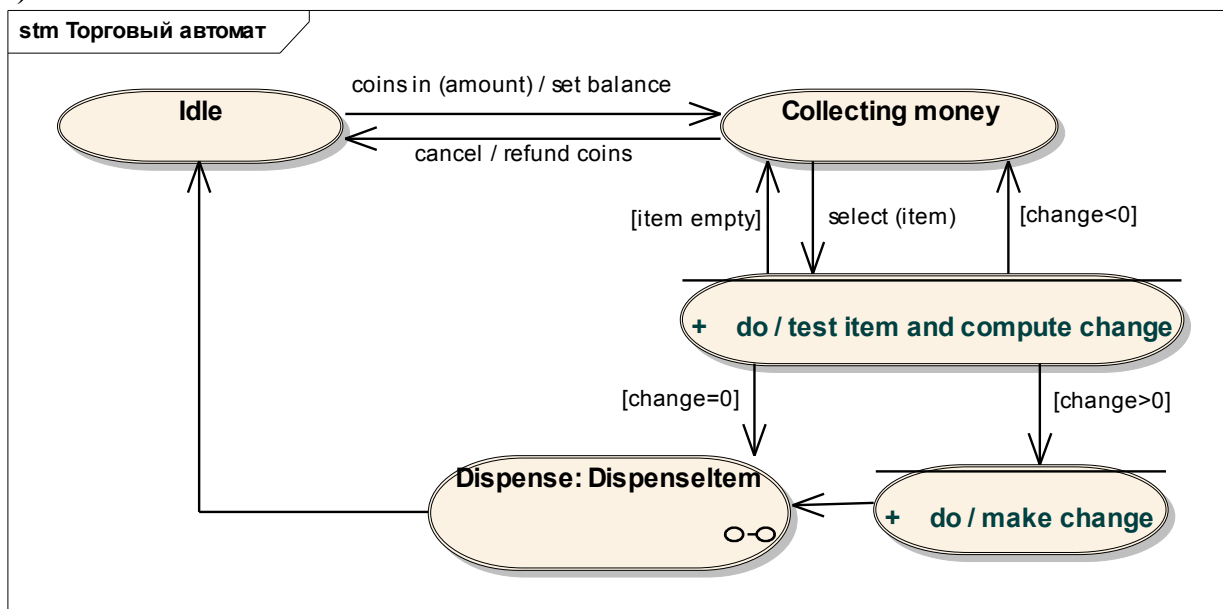 )
stm Торговый автомат
coins in (amount) / set balance
Idle
Collecting money
cancel / refund coins
[item empty]
select (item)
[change<0]
+ do / test item and compute change
[change=0]
[change>0]
Dispense: DispenseItem
+ do / make change